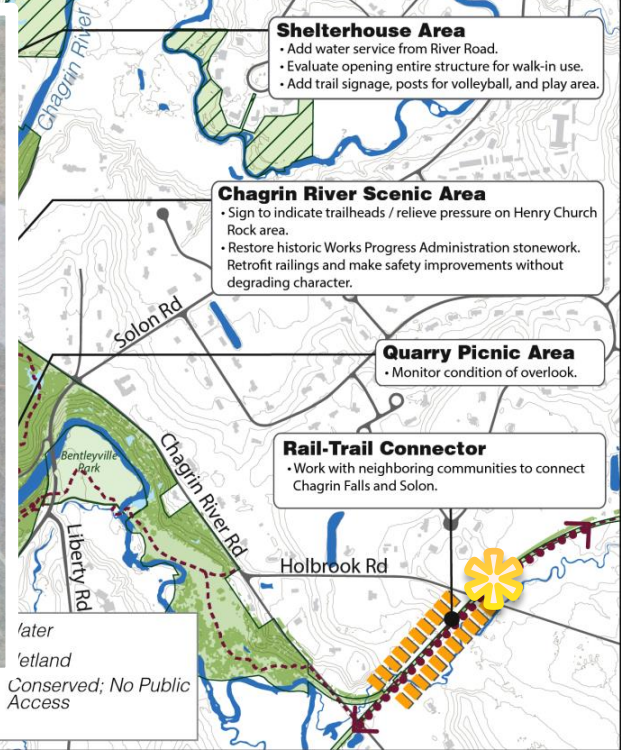 Chagrin River
Shelterhouse Area
• Add water service from River Road.
• Evaluate opening entire structure for walk-in use.
• Add trail signage, posts for volleyball, and play area.
Chagrin River Scenic Area
• Sign to indicate trailheads / relieve pressure on Henry Church
Rock area.
• Restore historic Works Progress Administration stonework.
Retrofit railings and make safety improvements without
degrading character.
Solon Rd
Quarry Picnic Area
• Monitor condition of overlook.
Rail-Trail Connector
• Work with neighboring communities to connect
Chagrin Falls and Solon.
Bentleyville
Park
Chagrin River Rd
Liberty Rd
Holbrook Rd
ater
etland
Conserved; No Public
Access